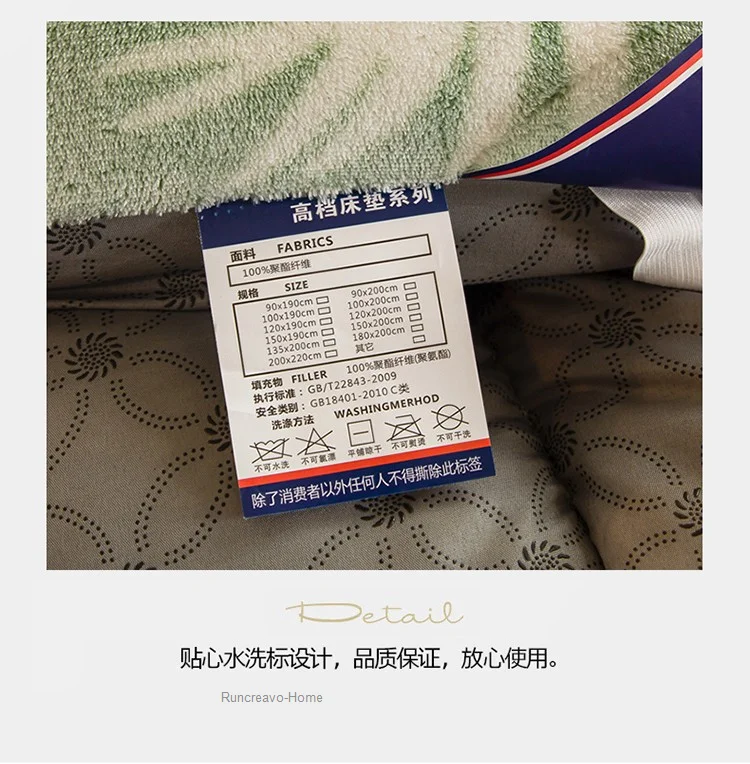 高档床垫系列
面料 FABRICS
100%聚酯纤维
规格 SIZE
90x190cm 90x200cm
100x190cm 100x200cm
120x190cm 120x200cm
150x190cm 150x200cm
135x200cm 180x200cm
200x220cm 其它
填充物 FILLER 100%聚酯纤维(聚氨酯)
执行标准：GB/T22843-2009
安全类别：GB18401-2010 C类
洗涤方法 WASHINGMERHOD
不可水洗 不可氯漂 平铺晾干 不可熨烫 不可干洗
除了消费者以外任何人不得撕除此标签
Detail
贴心水洗标设计，品质保证，放心使用。
Runcreavo-Home